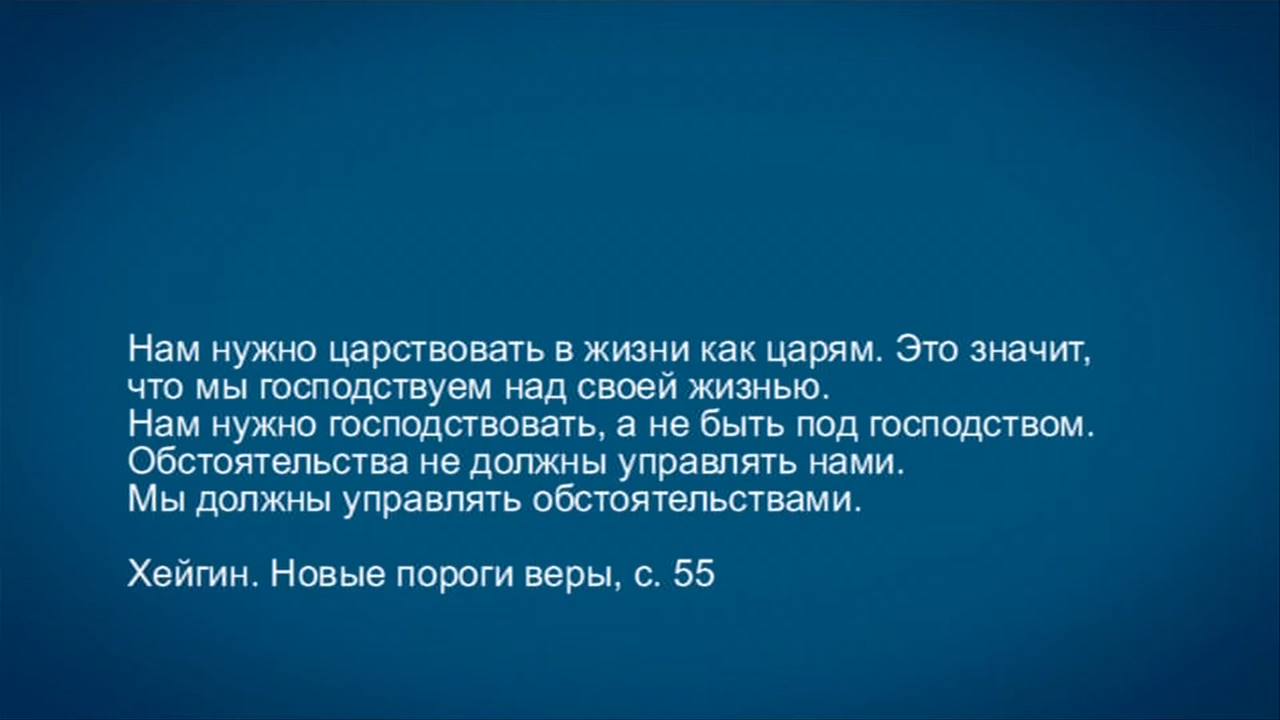 Нам нужно царствовать в жизни как царям. Это значит,
что мы господствуем над своей жизнью.
Нам нужно господствовать, а не быть под господством.
Обстоятельства не должны управлять нами.
Мы должны управлять обстоятельствами.
Хейгин. Новые пороги веры, с. 55